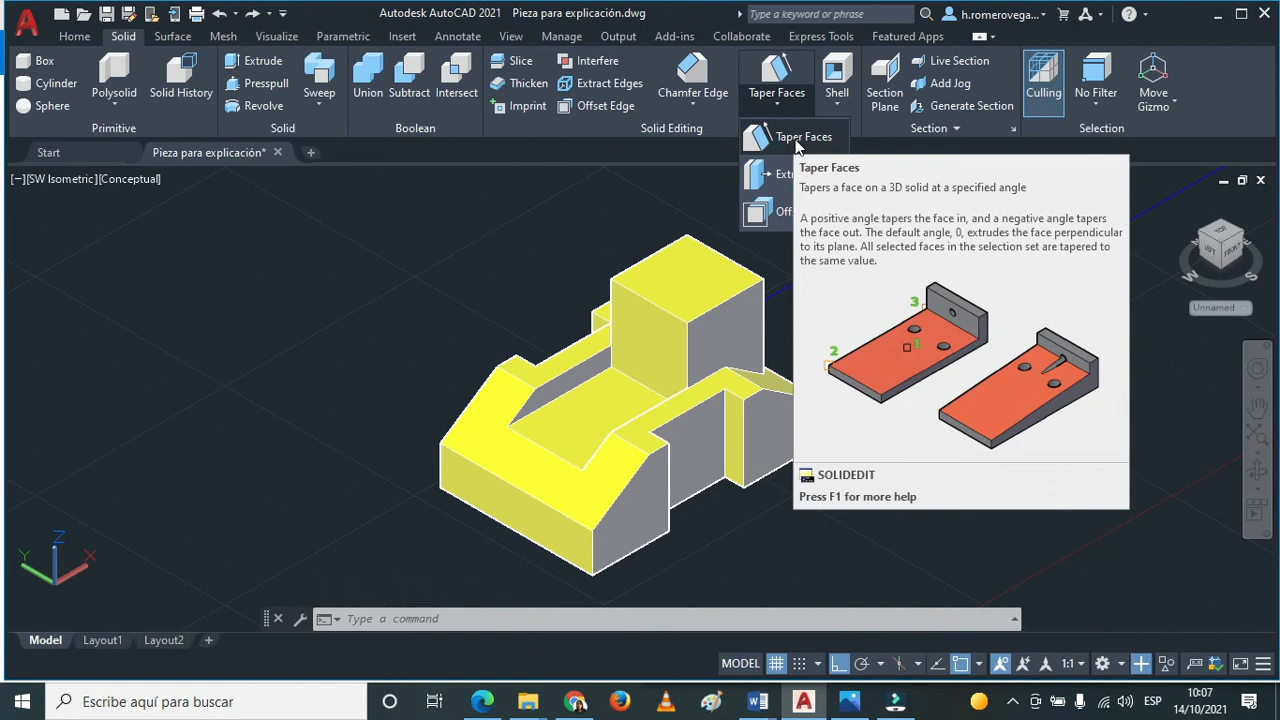 Autodesk AutoCAD 2021 Pieza para explicación.dwg
Type a keyword or phrase
h.romerovega...
Home Solid Surface Mesh Visualize Parametric Insert Annotate View Manage Output Add-ins Collaborate Express Tools Featured Apps
Box
Cylinder
Sphere
Polysolid
Solid History
Primitive
Extrude
Presspull
Revolve
Sweep
Solid
Union
Subtract
Intersect
Boolean
Slice
Thicken
Imprint
Interfere
Extract Edges
Offset Edge
Chamfer Edge
Taper Faces
Shell
Solid Editing
Section
Plane
Live Section
Add Jog
Generate Section
Section
Culling
No Filter
Move
Gizmo
Selection
Start
Pieza para explicación*
[−][SW Isometric][Conceptual]
Taper Faces
Ext
Off
Taper Faces
Tapers a face on a 3D solid at a specified angle
A positive angle tapers the face in, and a negative angle tapers
the face out. The default angle, 0, extrudes the face perpendicular
to its plane. All selected faces in the selection set are tapered to
the same value.
3
1
2
SOLIDEDIT
Press F1 for more help
TOP
LEFT
FRONT
W
S
Unnamed
Z
Y
X
Type a command
Model Layout1 Layout2
MODEL
1:1
Escribe aquí para buscar
ESP
10:07
14/10/2021